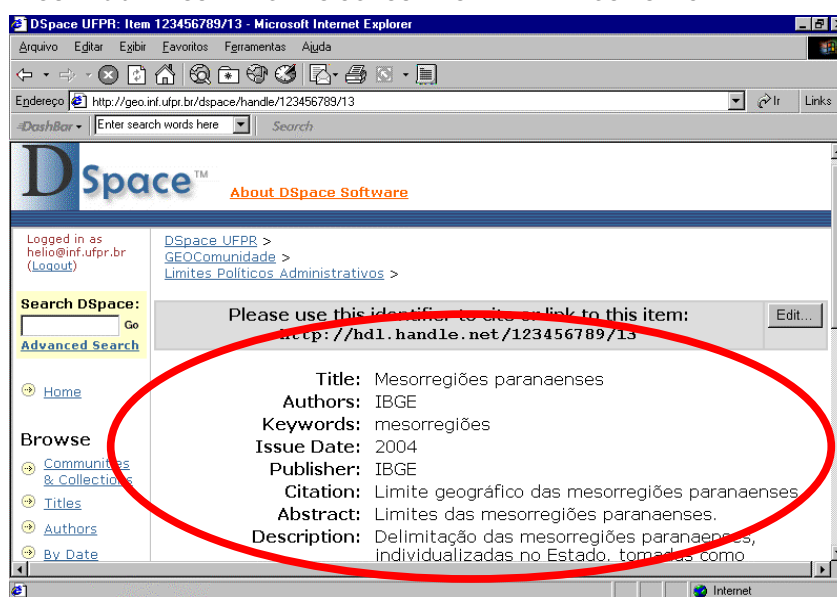 DSpace UFPR: Item 123456789/13 - Microsoft Internet Explorer
Arquivo Editar Exibir Favoritos Ferramentas Ajuda
Endereço http://geo.inf.ufpr.br/dspace/handle/123456789/13 Ir Links
DashBar Enter search words here Search
DSpace™ About DSpace Software
Logged in as
helio@inf.ufpr.br
(Logout)
DSpace UFPR >
GEOComunidade >
Limites Políticos Administrativos >
Search DSpace:
Go
Advanced Search
Please use this identifier to cite or link to this item:
http://hdl.handle.net/123456789/13
Edit...
Home
Browse
Communities
& Collections
Titles
Authors
By Date
Title: Mesorregiões paranaenses
Authors: IBGE
Keywords: mesorregiões
Issue Date: 2004
Publisher: IBGE
Citation: Limite geográfico das mesorregiões paranaenses
Abstract: Limites das mesorregiões paranaenses.
Description: Delimitação das mesorregiões paranaenses,
individualizadas no Estado, tomadas como
Internet